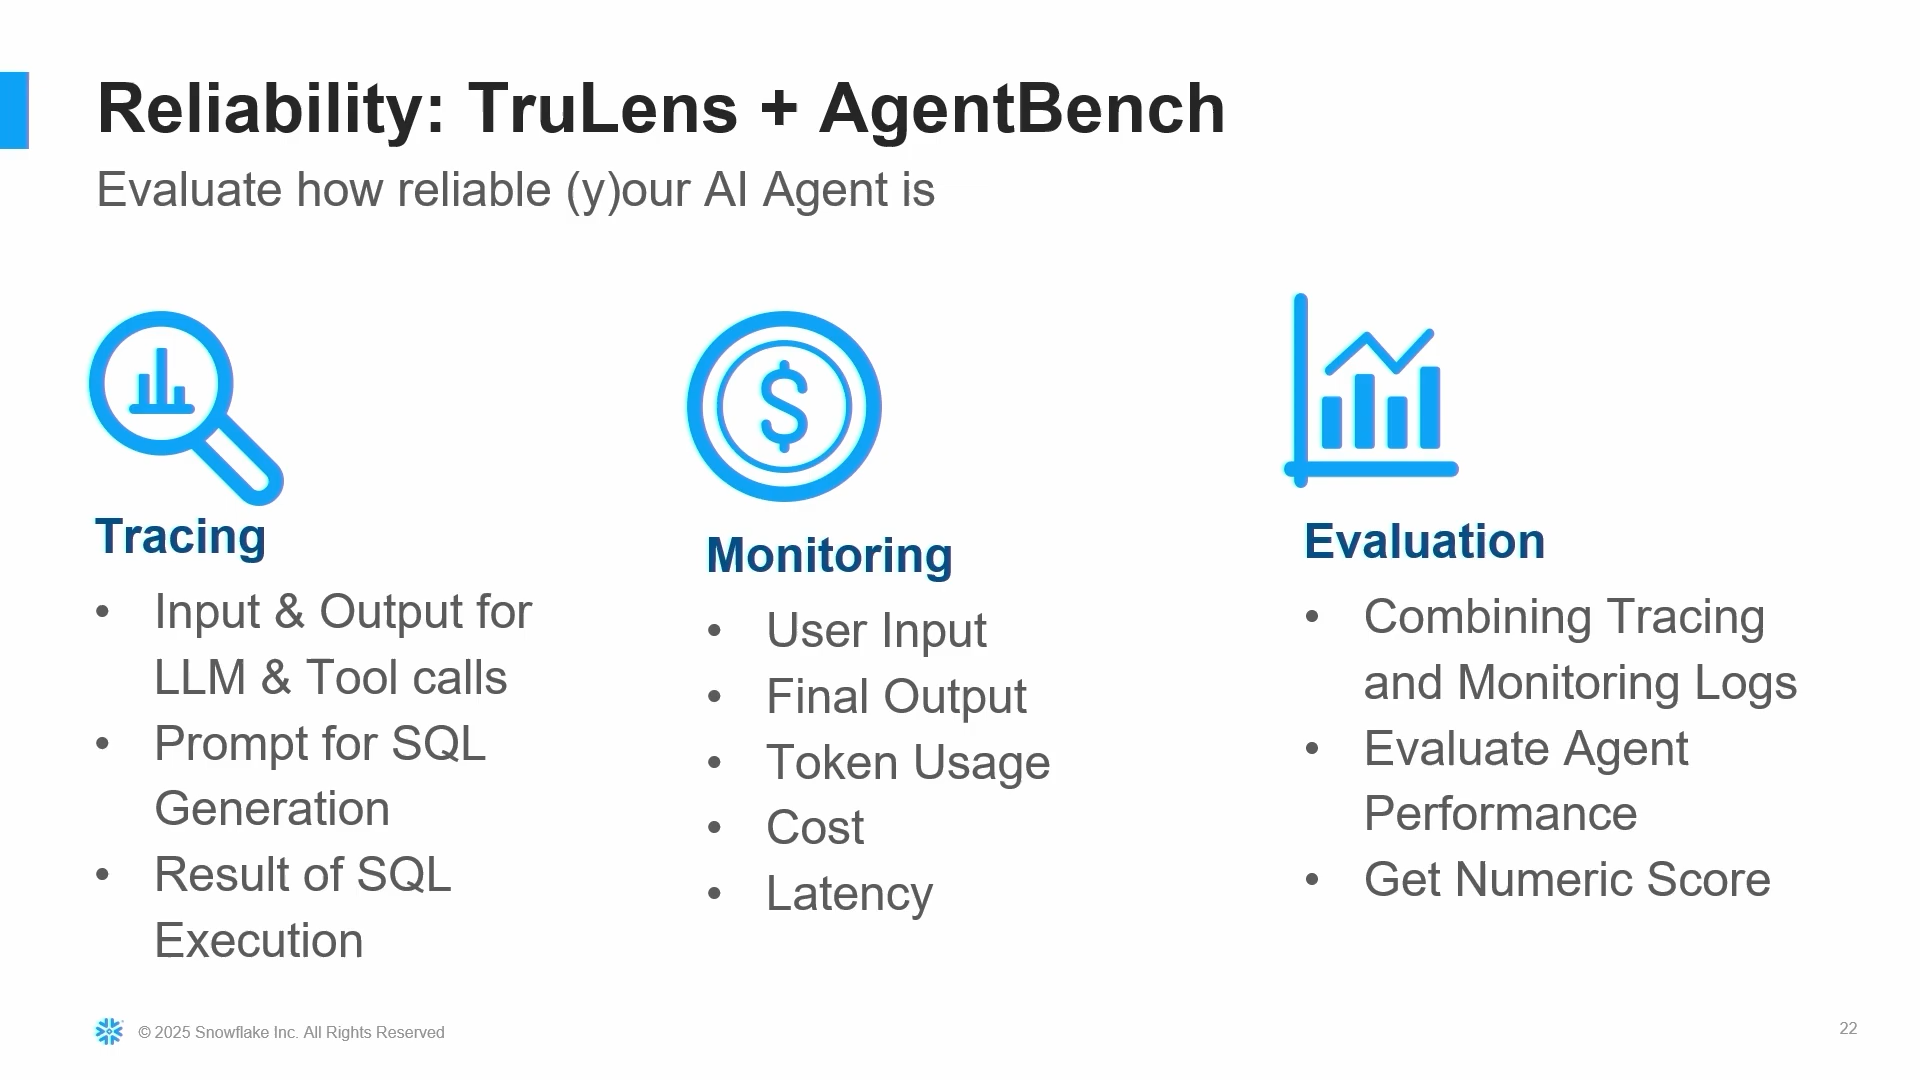 Reliability: TruLens + AgentBench
Evaluate how reliable (y)our AI Agent is
$
Tracing
• Input & Output for
LLM & Tool calls
• Prompt for SQL
Generation
• Result of SQL
Execution
Monitoring
• User Input
• Final Output
• Token Usage
• Cost
• Latency
Evaluation
• Combining Tracing
and Monitoring Logs
• Evaluate Agent
Performance
• Get Numeric Score
© 2025 Snowflake Inc. All Rights Reserved
22